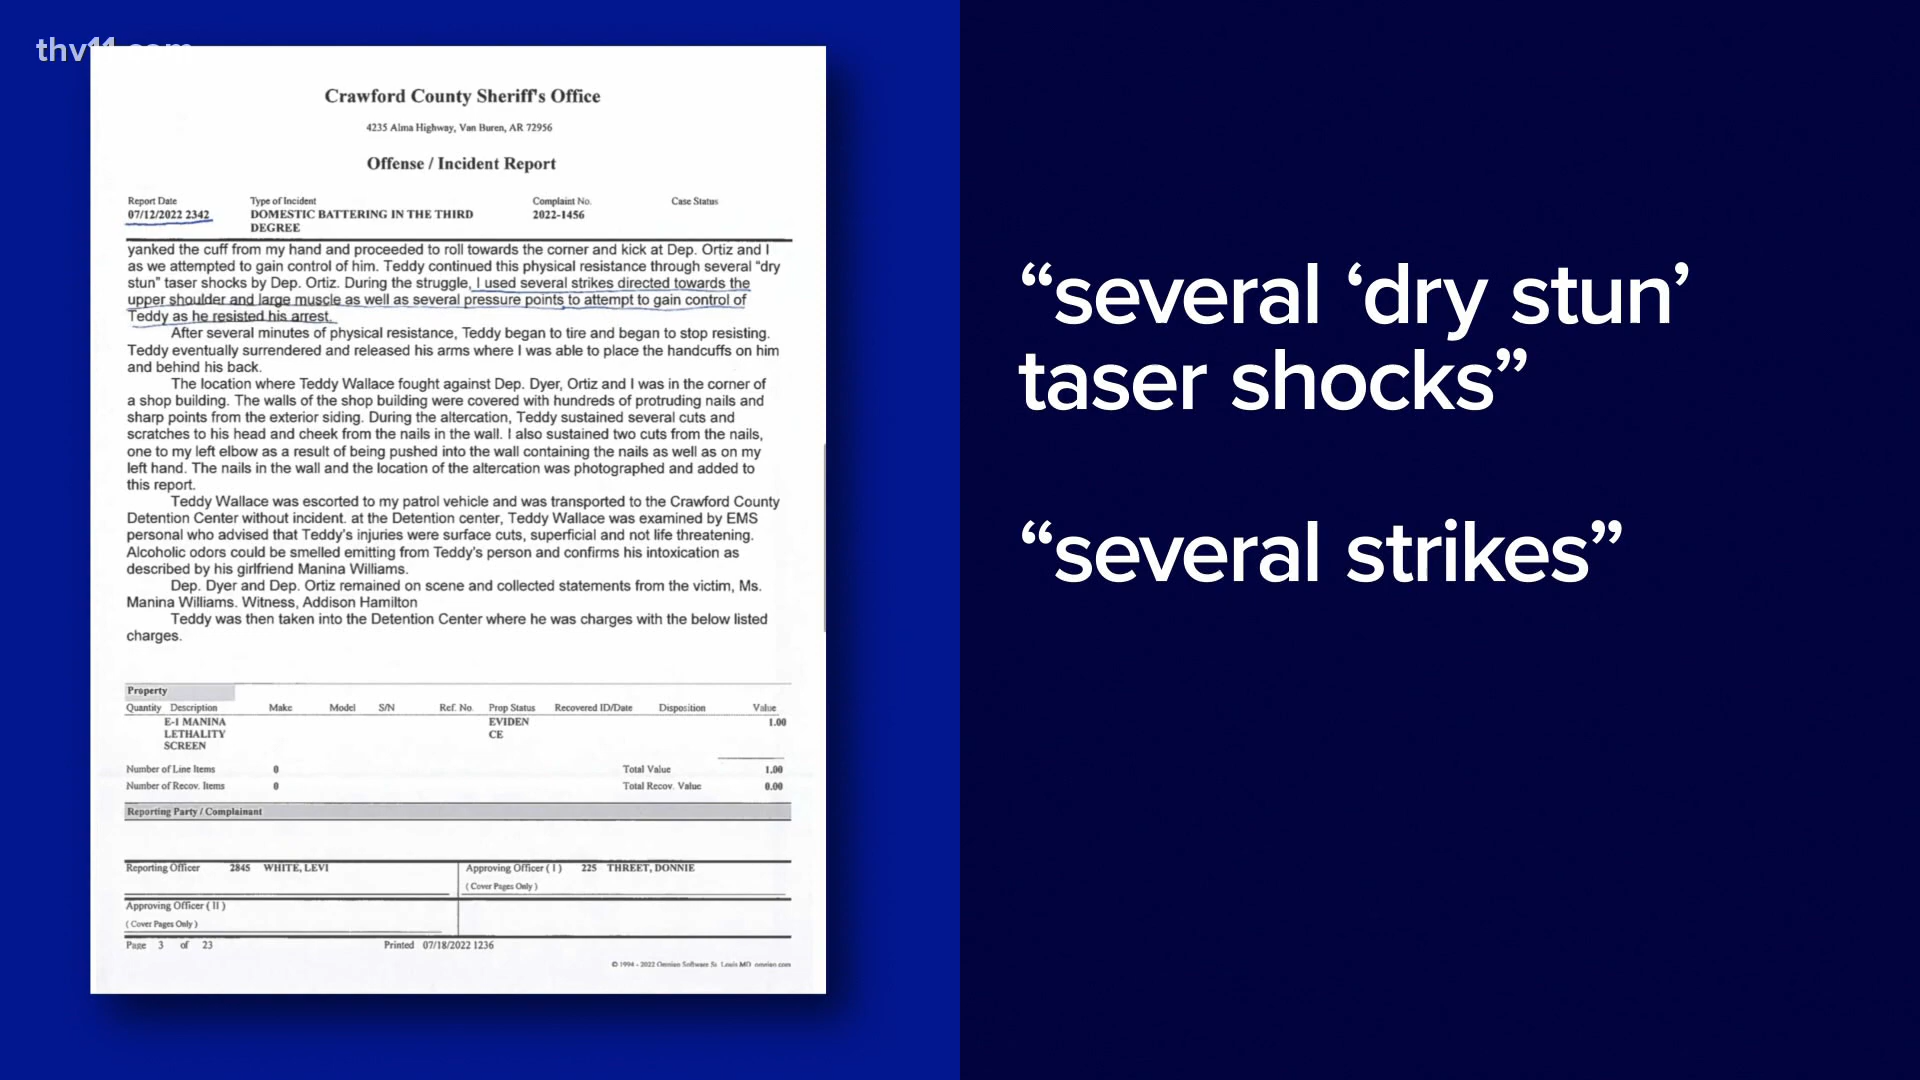 thv11.com
Crawford County Sheriff's Office
4235 Alma Highway, Van Buren, AR 72956
Offense / Incident Report
Report Date Type of Incident Complaint No. Case Status
07/12/2022 2342 DOMESTIC BATTERING IN THE THIRD 2022-1456
DEGREE
yanked the cuff from my hand and proceeded to roll towards the corner and kick at Dep. Ortiz and I
as we attempted to gain control of him. Teddy continued this physical resistance through several “dry
stun” taser shocks by Dep. Ortiz. During the struggle, I used several strikes directed towards the
upper shoulder and large muscle as well as several pressure points to attempt to gain control of
Teddy as he resisted his arrest.
After several minutes of physical resistance, Teddy began to tire and began to stop resisting.
Teddy eventually surrendered and released his arms where I was able to place the handcuffs on him
and behind his back.
The location where Teddy Wallace fought against Dep. Dyer, Ortiz and I was in the corner of
a shop building. The walls of the shop building were covered with hundreds of protruding nails and
sharp points from the exterior siding. During the altercation, Teddy sustained several cuts and
scratches to his head and cheek from the nails in the wall. I also sustained two cuts from the nails,
one to my left elbow as a result of being pushed into the wall containing the nails as well as on my
left hand. The nails in the wall and the location of the altercation was photographed and added to
this report.
Teddy Wallace was escorted to my patrol vehicle and was transported to the Crawford County
Detention Center without incident. at the Detention center, Teddy Wallace was examined by EMS
personal who advised that Teddy's injuries were surface cuts, superficial and not life threatening.
Alcoholic odors could be smelled emitting from Teddy's person and confirms his intoxication as
described by his girlfriend Manina Williams.
Dep. Dyer and Dep. Ortiz remained on scene and collected statements from the victim, Ms.
Manina Williams. Witness, Addison Hamilton
Teddy was then taken into the Detention Center where he was charges with the below listed
charges.
Property
Quantity Description Make Model S/N Ref. No. Prop Status Recovered ID/Date Disposition Value
E-1 MANINA EVIDEN 1.00
LETHALITY CE
SCREEN
Number of Line Items 0 Total Value 1.00
Number of Recov. Items 0 Total Recov. Value 0.00
Reporting Party / Complainant
Reporting Officer 2845 WHITE, LEVI Approving Officer ( I ) 225 THREET, DONNIE
( Cover Pages Only )
Approving Officer ( II )
( Cover Pages Only )
Page 3 of 23 Printed 07/18/2022 1236
© 1994 - 2022 Omnigo Software St. Louis MO omnigo.com
“several ‘dry stun’
taser shocks”
“several strikes”